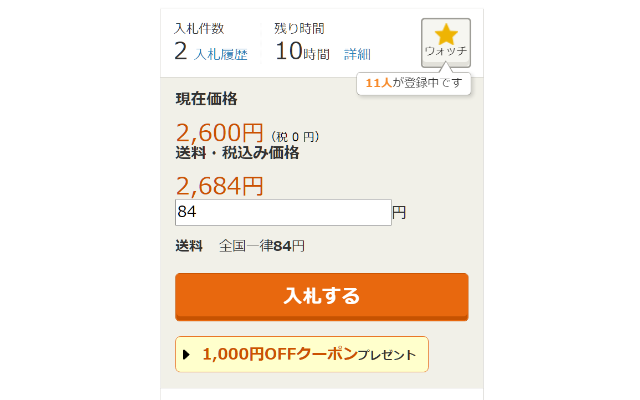 入札件数 残り時間
2 入札履歴 10時間 詳細
ウォッチ
11人が登録中です
現在価格
2,600円 (税 0 円)
送料・税込み価格
2,684円
84 円
送料 全国一律84円
入札する
1,000円OFFクーポンプレゼント